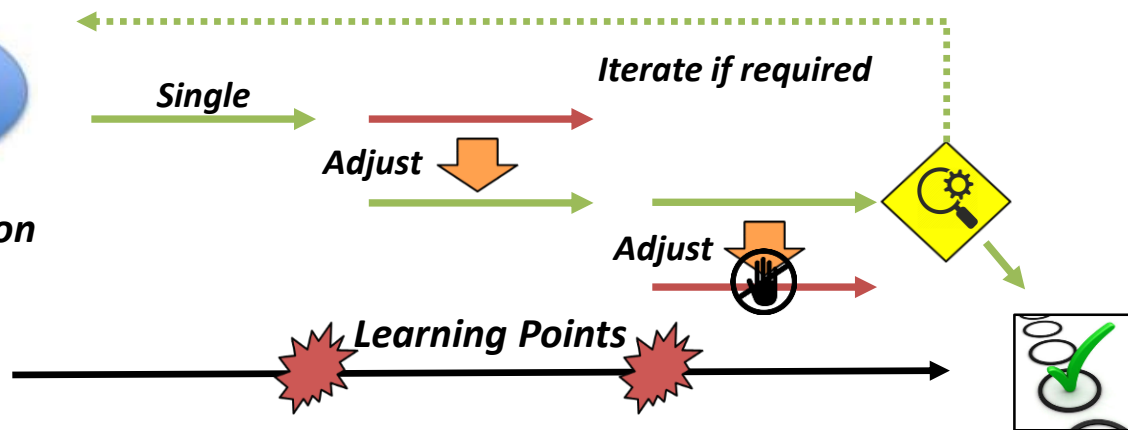 Iterate if required
Single
Adjust
on
Adjust
Learning Points